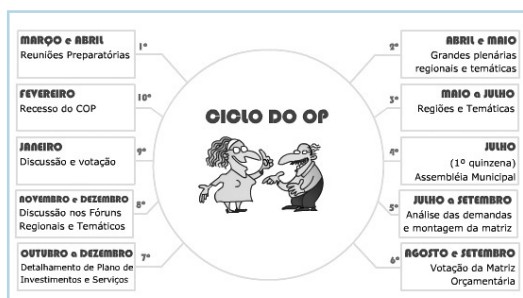 CICLO DO OP
1º
MARÇO e ABRIL
Reuniões Preparatórias
2º
ABRIL e MAIO
Grandes plenárias
regionais e temáticas
3º
MAIO a JULHO
Regiões e Temáticas
4º
JULHO
(1º quinzena)
Assembléia Municipal
5º
JULHO a SETEMBRO
Análise das demandas
e montagem da matriz
6º
AGOSTO e SETEMBRO
Votação da Matriz
Orçamentária
7º
OUTUBRO a DEZEMBRO
Detalhamento de Plano de
Investimentos e Serviços
8º
NOVEMBRO e DEZEMBRO
Discussão nos Fóruns
Regionais e Temáticos
9º
JANEIRO
Discussão e votação
10º
FEVEREIRO
Recesso do COP